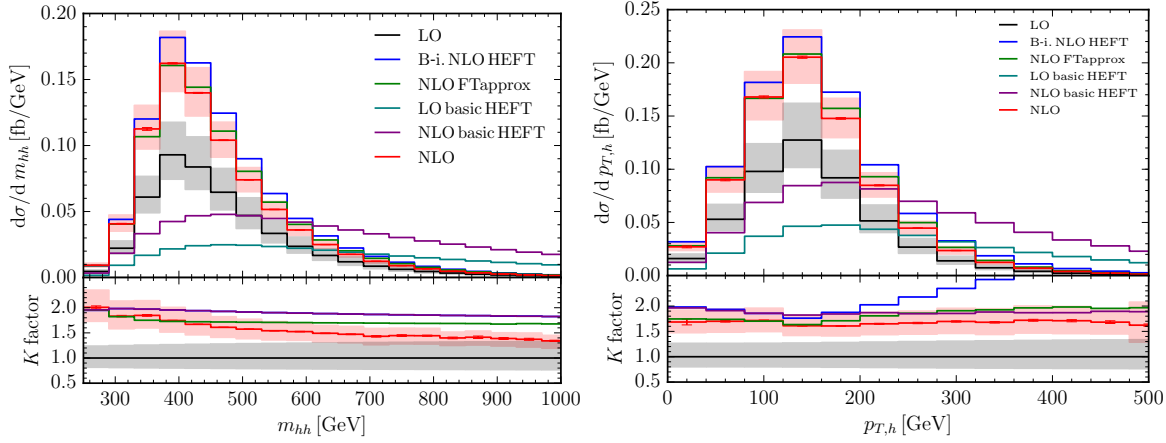 0.20
0.15
0.10
0.05
0.00
dσ/d m_hh [fb/GeV]
LO
B-i. NLO HEFT
NLO FTapprox
LO basic HEFT
NLO basic HEFT
NLO
2.0
1.5
1.0
0.5
K factor
300 400 500 600 700 800 900 1000
m_hh [GeV]
0.25
0.20
0.15
0.10
0.05
0.00
dσ/d p_T,h [fb/GeV]
LO
B-i. NLO HEFT
NLO FTapprox
LO basic HEFT
NLO basic HEFT
NLO
2.0
1.5
1.0
0.5
K factor
0 100 200 300 400 500
p_T,h [GeV]